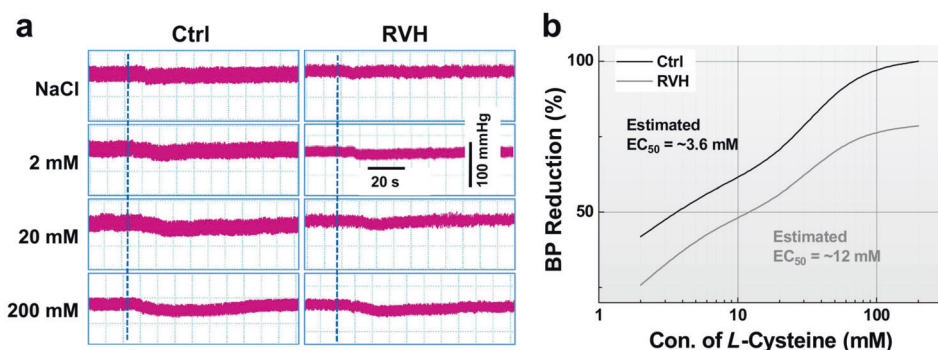 a
Ctrl
RVH
NaCl
2 mM
20 mM
200 mM
20 s
100 mmHg
b
Ctrl
RVH
Estimated
EC50 = ~3.6 mM
Estimated
EC50 = ~12 mM
BP Reduction (%)
100
50
1
10
100
Con. of L-Cysteine (mM)